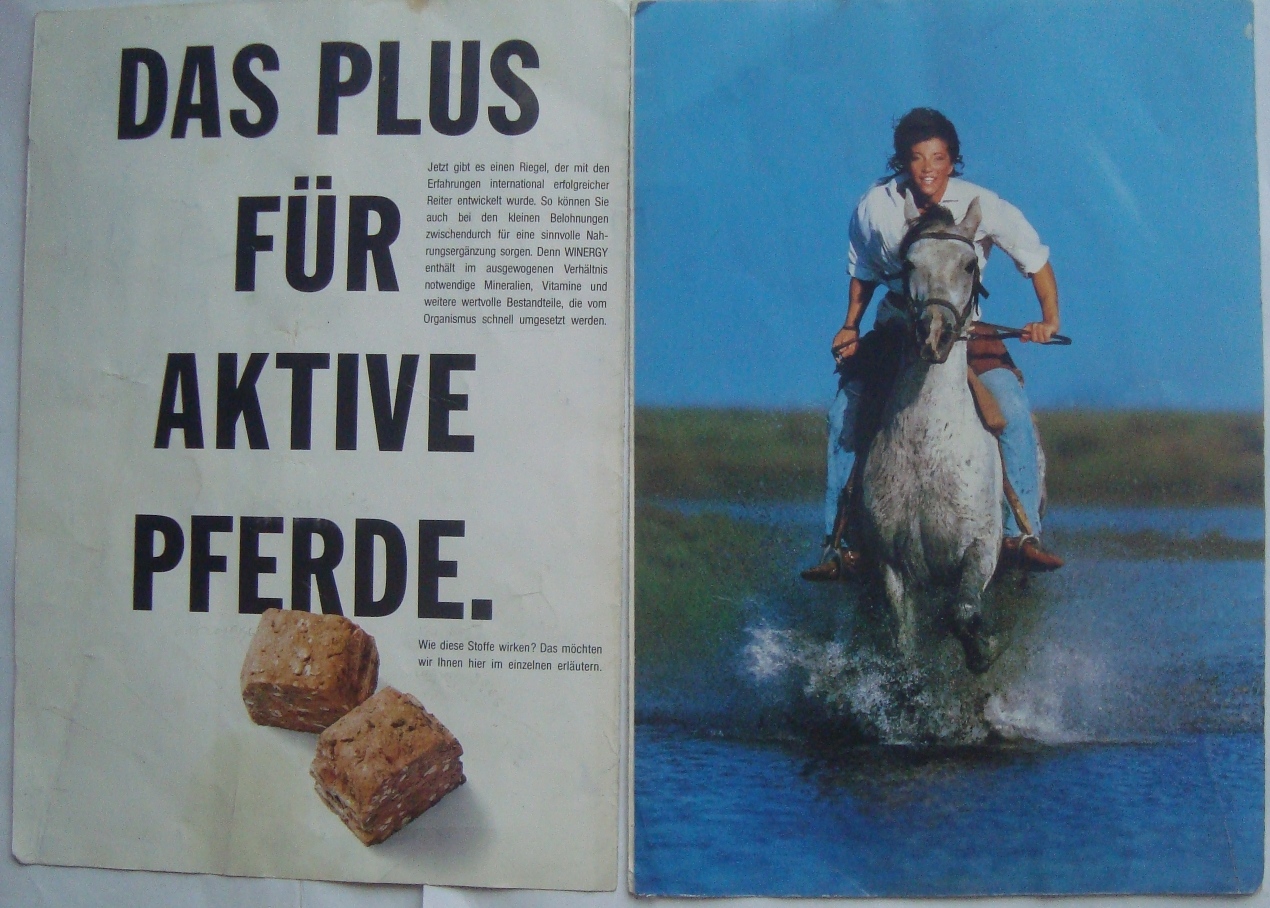 DAS PLUS
FÜR
Jetzt gibt es einen Riegel, der mit den
Erfahrungen international erfolgreicher
Reiter entwickelt wurde. So können Sie
auch bei den kleinen Belohnungen
zwischendurch für eine sinnvolle Nah-
rungsergänzung sorgen. Denn WINERGY
enthält im ausgewogenen Verhältnis
notwendige Mineralien, Vitamine und
weitere wertvolle Bestandteile, die vom
Organismus schnell umgesetzt werden.
AKTIVE
PFERDE.
Wie diese Stoffe wirken? Das möchten
wir Ihnen hier im einzelnen erläutern.